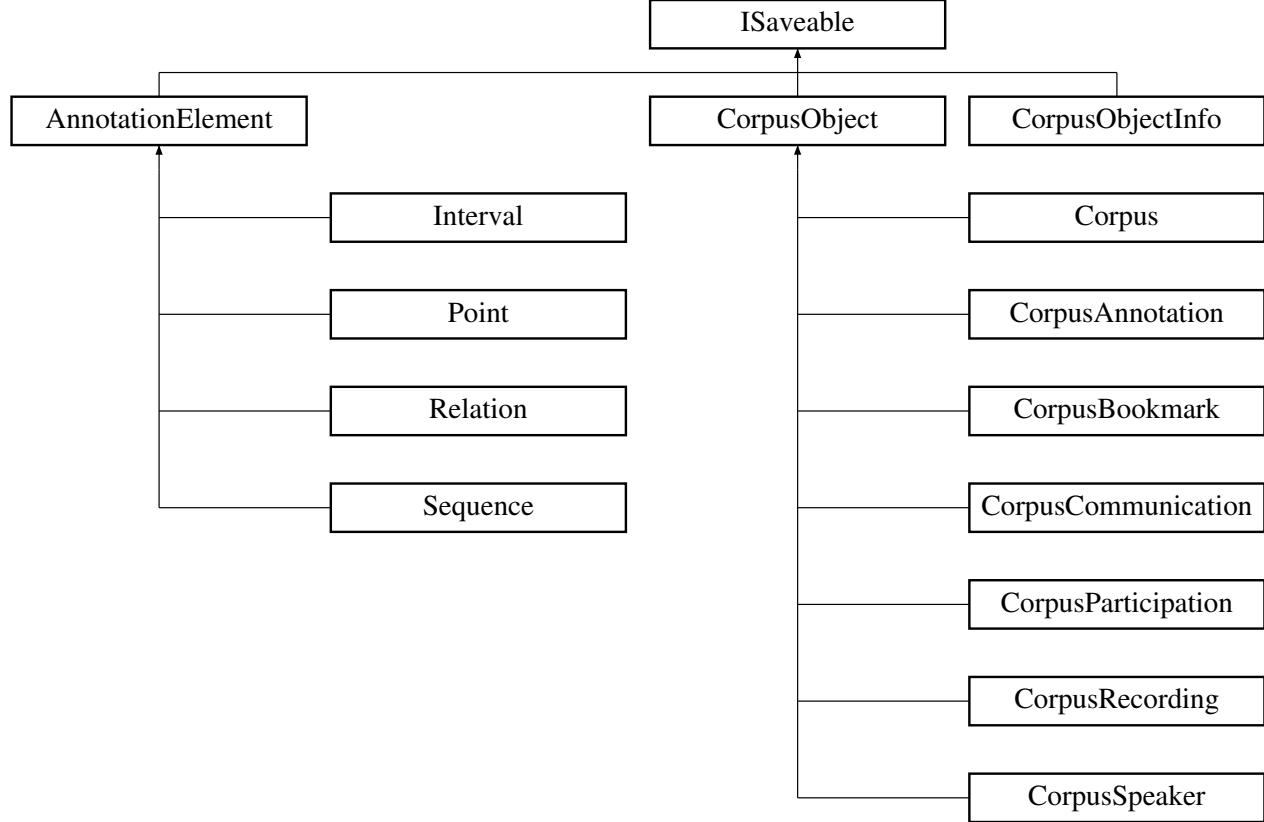 ISaveable
AnnotationElement
CorpusObject
CorpusObjectInfo
Interval
Corpus
Point
CorpusAnnotation
Relation
CorpusBookmark
Sequence
CorpusCommunication
CorpusParticipation
CorpusRecording
CorpusSpeaker